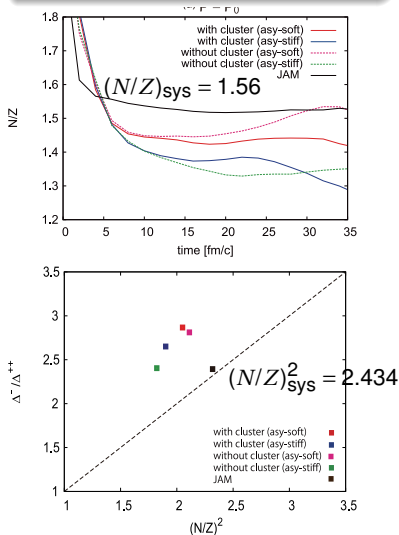 1.8
1.7
1.6
1.5
1.4
1.3
1.2
N/Z
with cluster (asy-soft)
with cluster (asy-stiff)
without cluster (asy-soft)
without cluster (asy-stiff)
JAM
(N/Z)sys = 1.56
0 5 10 15 20 25 30 35
time [fm/c]
3.5
3
2.5
2
1.5
1
Δ⁻/Δ⁺⁺
(N/Z)²sys = 2.434
with cluster (asy-soft)
with cluster (asy-stiff)
without cluster (asy-soft)
without cluster (asy-stiff)
JAM
1 1.5 2 2.5 3 3.5
(N/Z)²